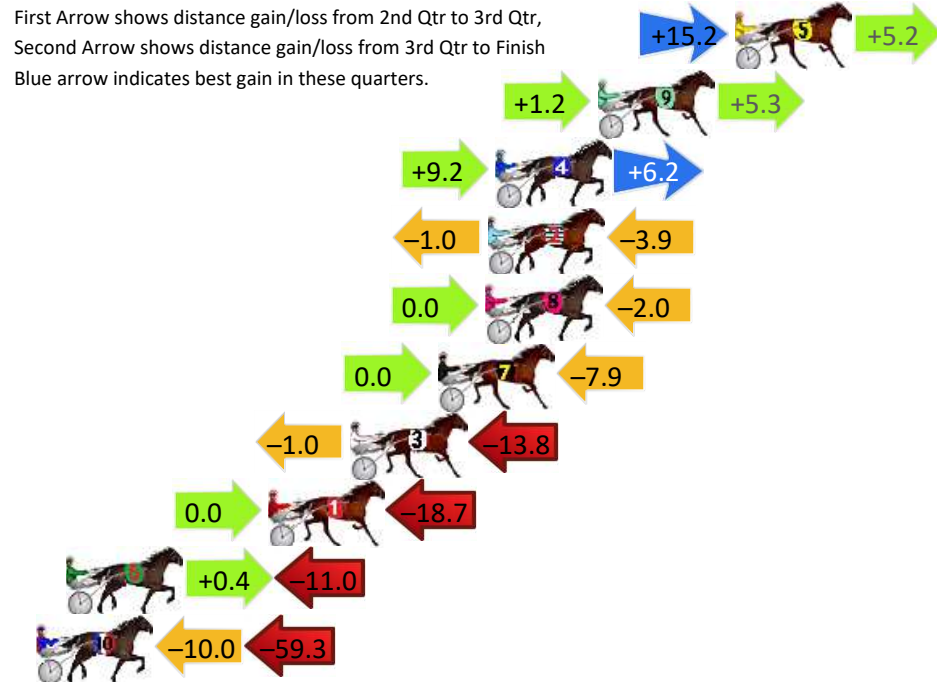 First Arrow shows distance gain/loss from 2nd Qtr to 3rd Qtr,
Second Arrow shows distance gain/loss from 3rd Qtr to Finish
Blue arrow indicates best gain in these quarters.
+15.2 5 +5.2
+1.2 9 +5.3
+9.2 4 +6.2
–1.0 2 –3.9
0.0 8 –2.0
0.0 7 –7.9
–1.0 3 –13.8
0.0 1 –18.7
+0.4 –11.0
10 –10.0 –59.3